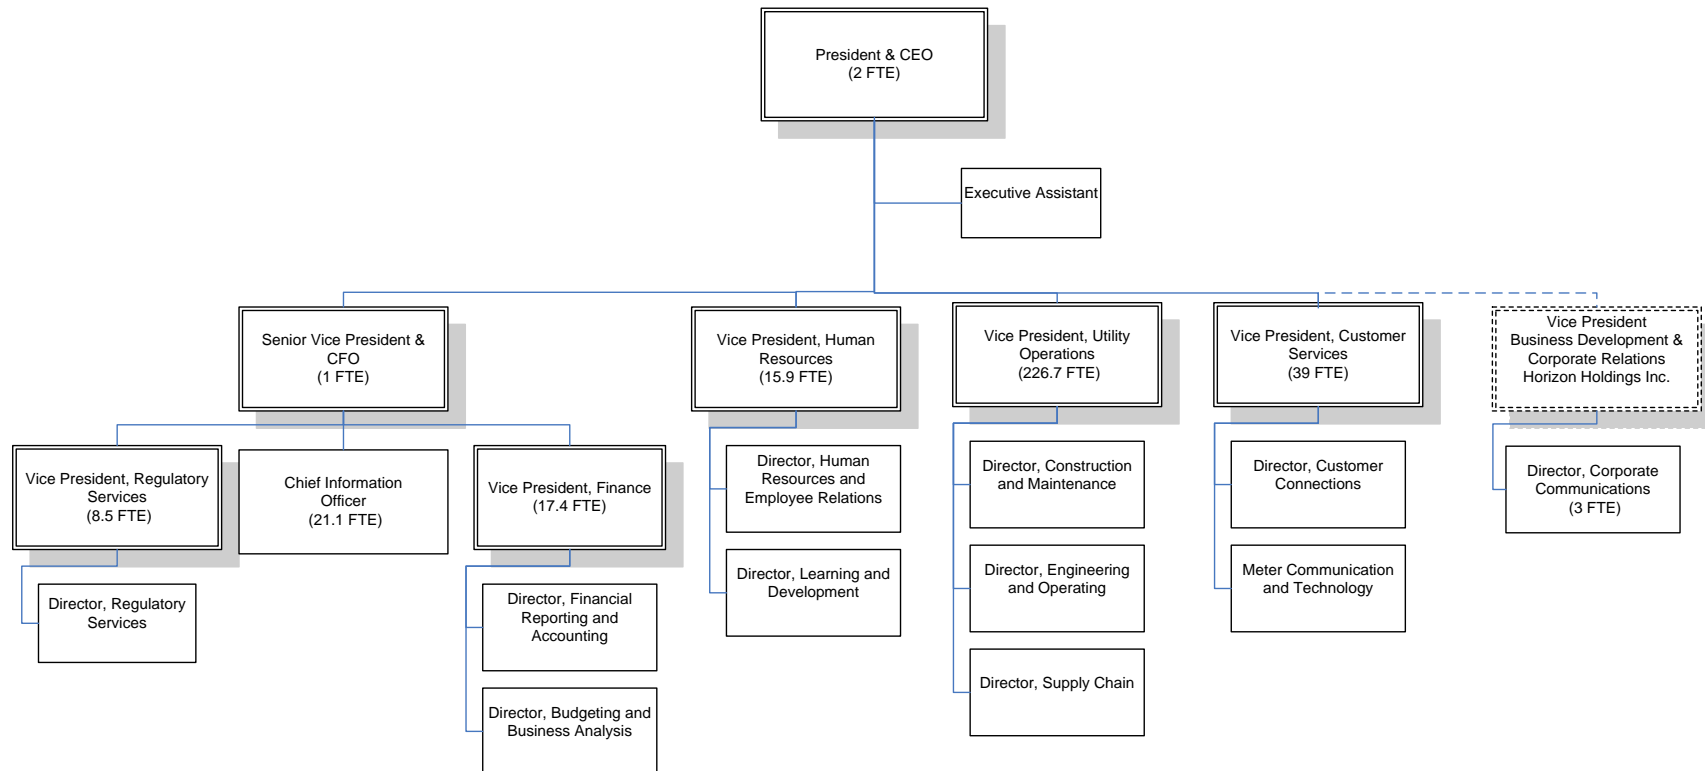 President & CEO
(2 FTE)
Executive Assistant
Senior Vice President &
CFO
(1 FTE)
Vice President, Human
Resources
(15.9 FTE)
Vice President, Utility
Operations
(226.7 FTE)
Vice President, Customer
Services
(39 FTE)
Vice President
Business Development &
Corporate Relations
Horizon Holdings Inc.
Vice President, Regulatory
Services
(8.5 FTE)
Chief Information
Officer
(21.1 FTE)
Vice President, Finance
(17.4 FTE)
Director, Human
Resources and
Employee Relations
Director, Construction
and Maintenance
Director, Customer
Connections
Director, Corporate
Communications
(3 FTE)
Director, Regulatory
Services
Director, Financial
Reporting and
Accounting
Director, Learning and
Development
Director, Engineering
and Operating
Meter Communication
and Technology
Director, Budgeting and
Business Analysis
Director, Supply Chain